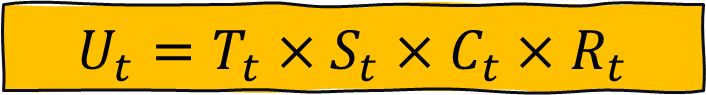 U_t = T_t × S_t × C_t × R_t